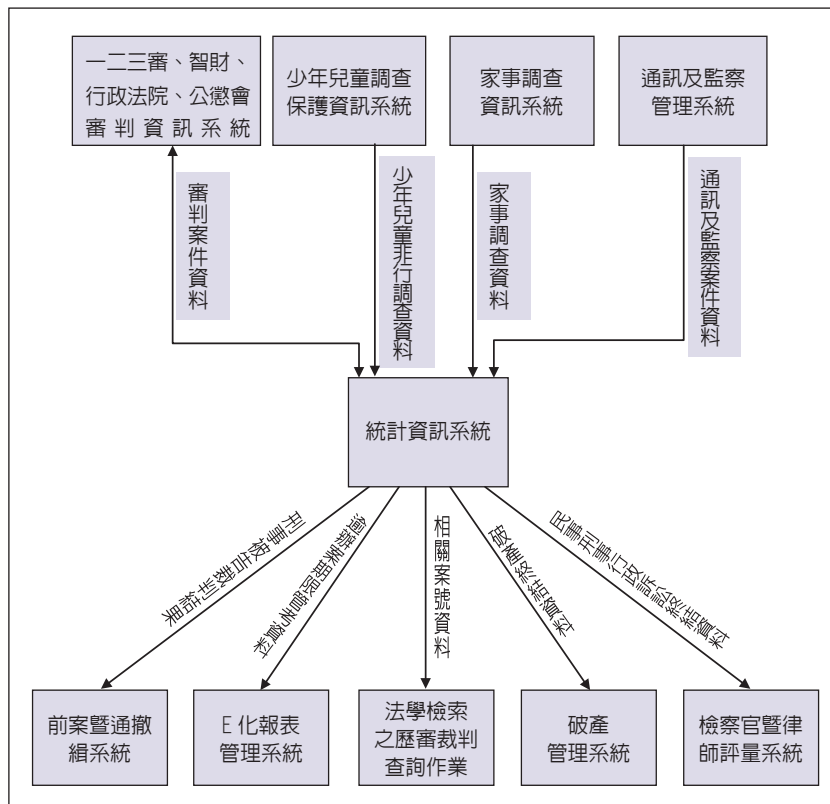 一二三審、智財、
行政法院、公懲會
審判資訊系統
少年兒童調查
保護資訊系統
家事調查
資訊系統
通訊及監察
管理系統
審判案件資料
少年兒童非行調查資料
家事調查資料
通訊及監察案件資料
統計資訊系統
刑事被告裁判結果
逾辦案期限管考資料
相關案號資料
破產終結資料
民事刑事行政訴訟終結資料
前案暨通撤
緝系統
E化報表
管理系統
法學檢索
之歷審裁判
查詢作業
破產
管理系統
檢察官暨律
師評量系統